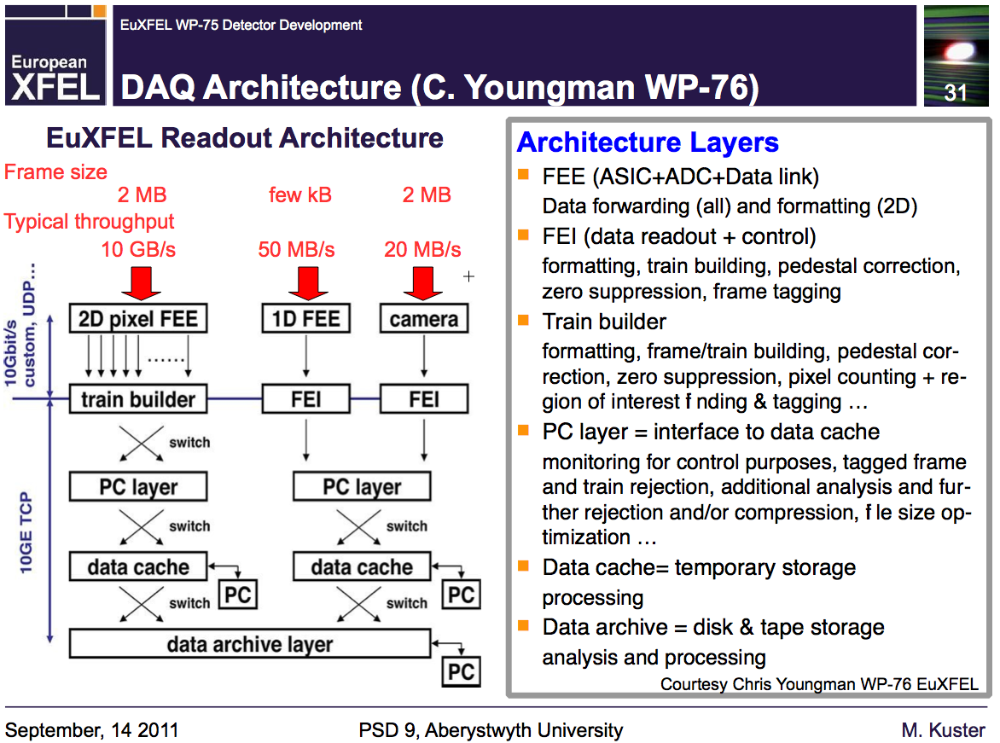 EuXFEL WP-75 Detector Development
European
XFEL
DAQ Architecture (C. Youngman WP-76)
31
EuXFEL Readout Architecture
Frame size
2 MB
few kB
2 MB
Typical throughput
10 GB/s
50 MB/s
20 MB/s
10Gbit/s
custom, UDP...
2D pixel FEE
1D FEE
camera
......
train builder
FEI
FEI
switch
10GE TCP
PC layer
PC layer
switch
switch
data cache
data cache
PC
PC
switch
switch
data archive layer
PC
Architecture Layers
FEE (ASIC+ADC+Data link)
Data forwarding (all) and formatting (2D)
FEI (data readout + control)
formatting, train building, pedestal correction,
zero suppression, frame tagging
Train builder
formatting, frame/train building, pedestal cor-
rection, zero suppression, pixel counting + re-
gion of interest f nding & tagging …
PC layer = interface to data cache
monitoring for control purposes, tagged frame
and train rejection, additional analysis and fur-
ther rejection and/or compression, f le size op-
timization …
Data cache= temporary storage
processing
Data archive = disk & tape storage
analysis and processing
Courtesy Chris Youngman WP-76 EuXFEL
September, 14 2011
PSD 9, Aberystwyth University
M. Kuster